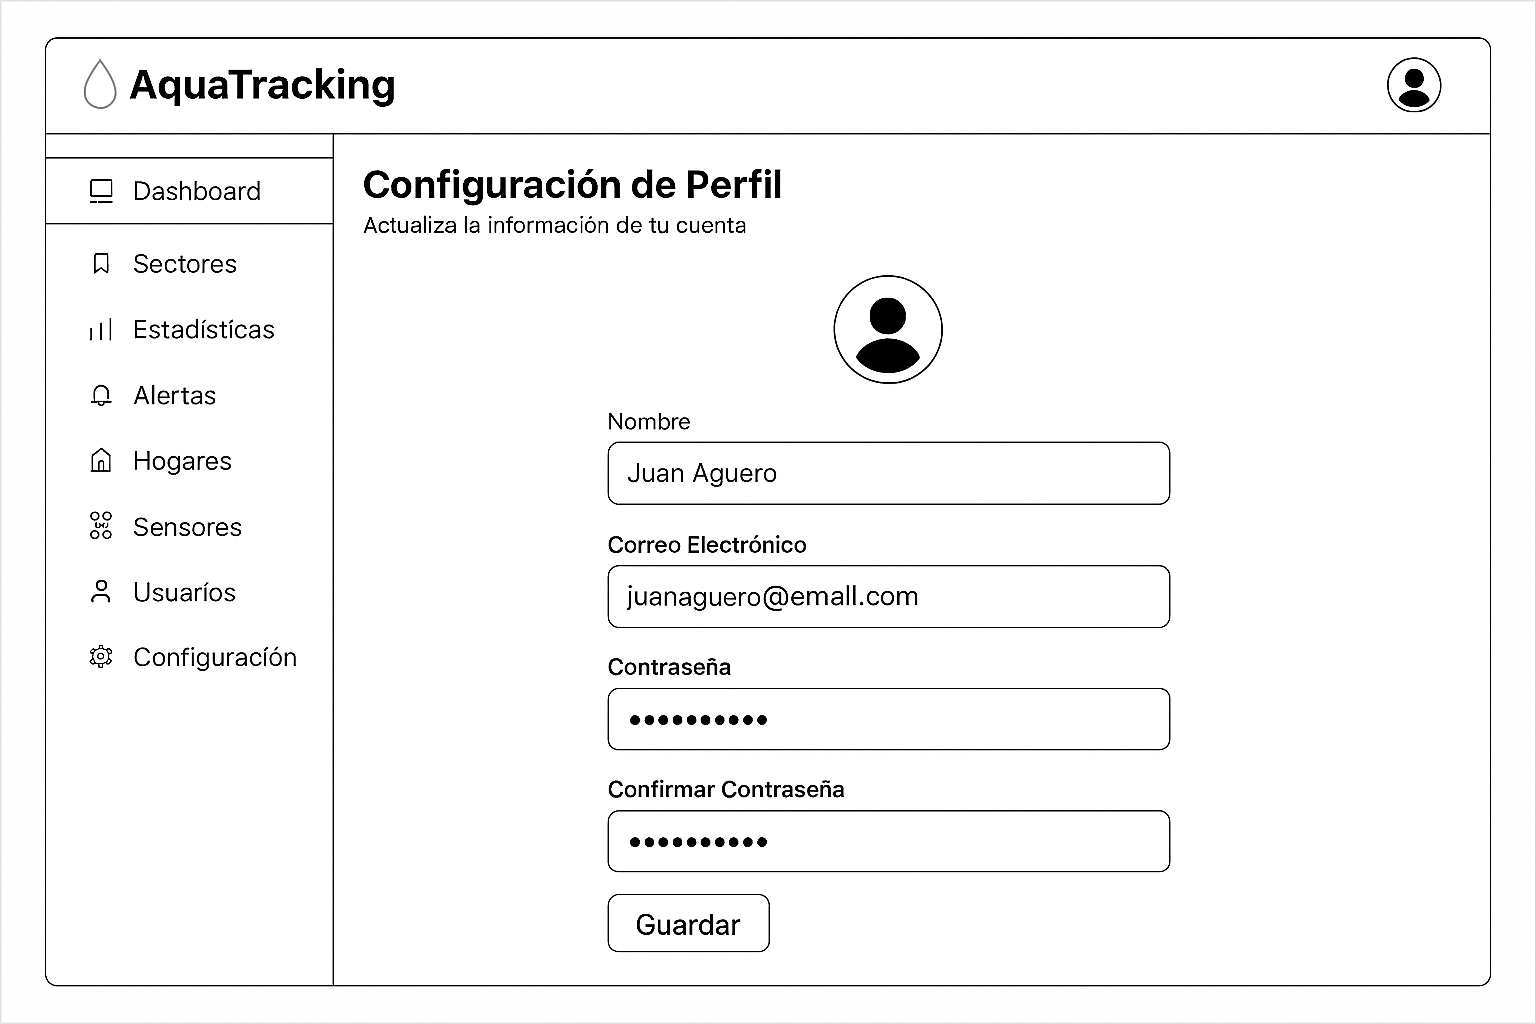 AquaTracking
Dashboard
Sectores
Estadístícas
Alertas
Hogares
Sensores
Usuaríos
Configuracíón
Configuración de Perfil
Actualiza la información de tu cuenta
Nombre
Juan Aguero
Correo Electrónico
juanaguero@emall.com
Contraseña
••••••••••
Confirmar Contraseña
••••••••••
Guardar